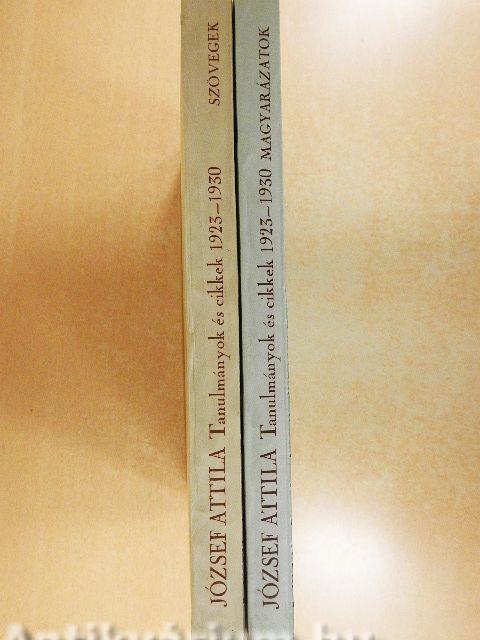 JÓZSEF ATTILA Tanulmányok és cikkek 1923–1930 SZÖVEGEK
JÓZSEF ATTILA Tanulmányok és cikkek 1923–1930 MAGYARÁZATOK